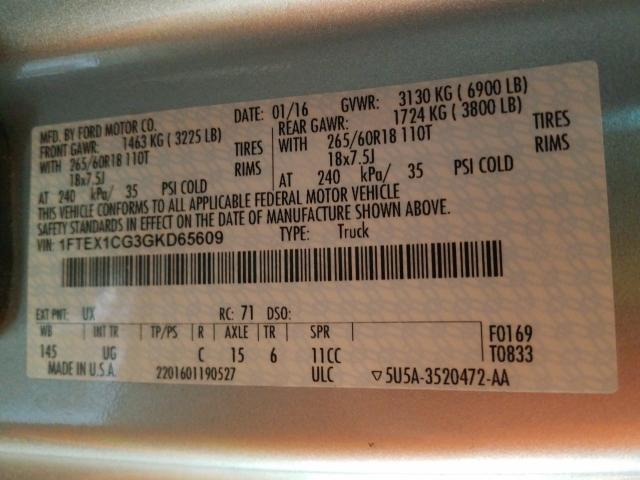 MFD. BY FORD MOTOR CO. DATE: 01/16 GVWR: 3130 KG ( 6900 LB)
FRONT GAWR: 1463 KG ( 3225 LB) REAR GAWR: 1724 KG ( 3800 LB)
WITH 265/60R18 110T TIRES WITH 265/60R18 110T TIRES
18x7.5J RIMS 18x7.5J RIMS
AT 240 kPa/ 35 PSI COLD AT 240 kPa/ 35 PSI COLD
THIS VEHICLE CONFORMS TO ALL APPLICABLE FEDERAL MOTOR VEHICLE
SAFETY STANDARDS IN EFFECT ON THE DATE OF MANUFACTURE SHOWN ABOVE.
VIN: 1FTEX1CG3GKD65609 TYPE: Truck
EXT PNT: UX RC: 71 DSO:
WB INT TR TP/PS R AXLE TR SPR F0169
145 UG C 15 6 11CC T0833
MADE IN U.S.A. 2201601190527 ULC ▽5U5A-3520472-AA